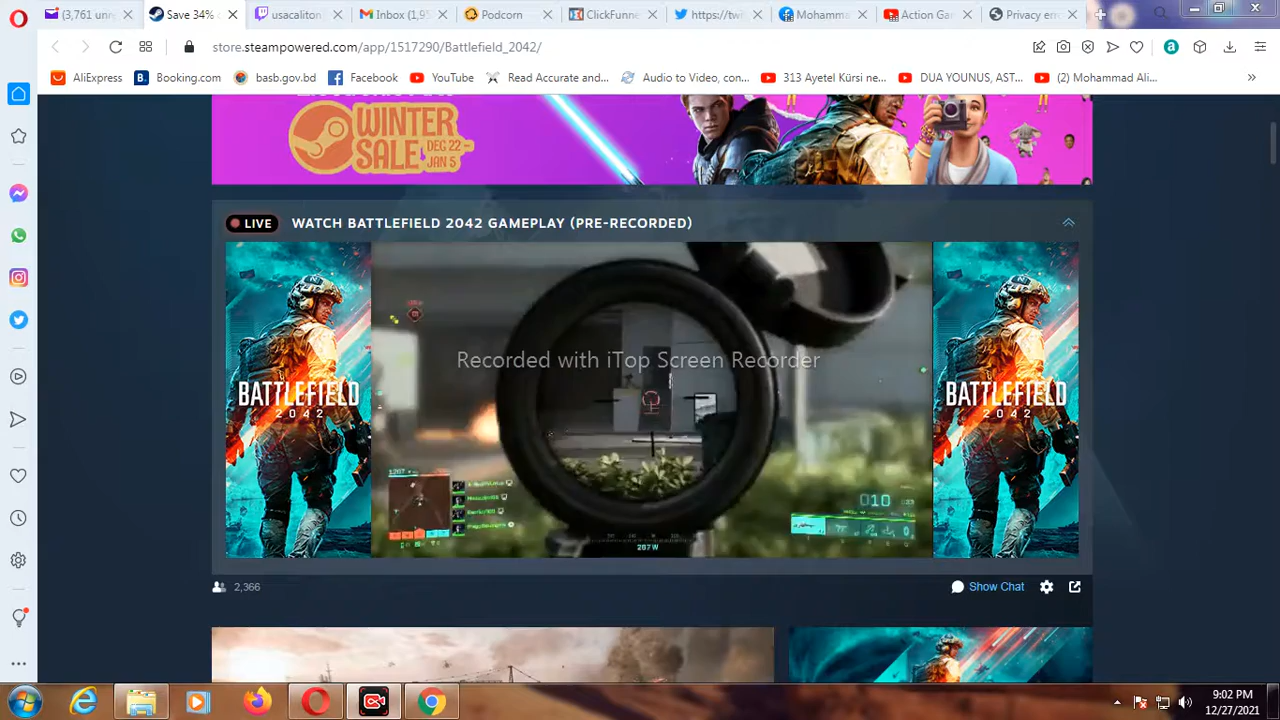 (3,761 unr
Save 34%
usacaliton
Inbox (1,95
Podcorn
ClickFunne
https://twi
Mohamma
Action Gar
Privacy err
store.steampowered.com/app/1517290/Battlefield_2042/
AliExpress
Booking.com
basb.gov.bd
Facebook
YouTube
Read Accurate and...
Audio to Video, con...
313 Ayetel Kürsi ne...
DUA YOUNUS, AST...
(2) Mohammad Ali...
WINTER
SALE
DEC 22 -
JAN 5
LIVE
WATCH BATTLEFIELD 2042 GAMEPLAY (PRE-RECORDED)
Recorded with iTop Screen Recorder
BATTLEFIELD
2042
BATTLEFIELD
2042
010
287W
2,366
Show Chat
9:02 PM
12/27/2021